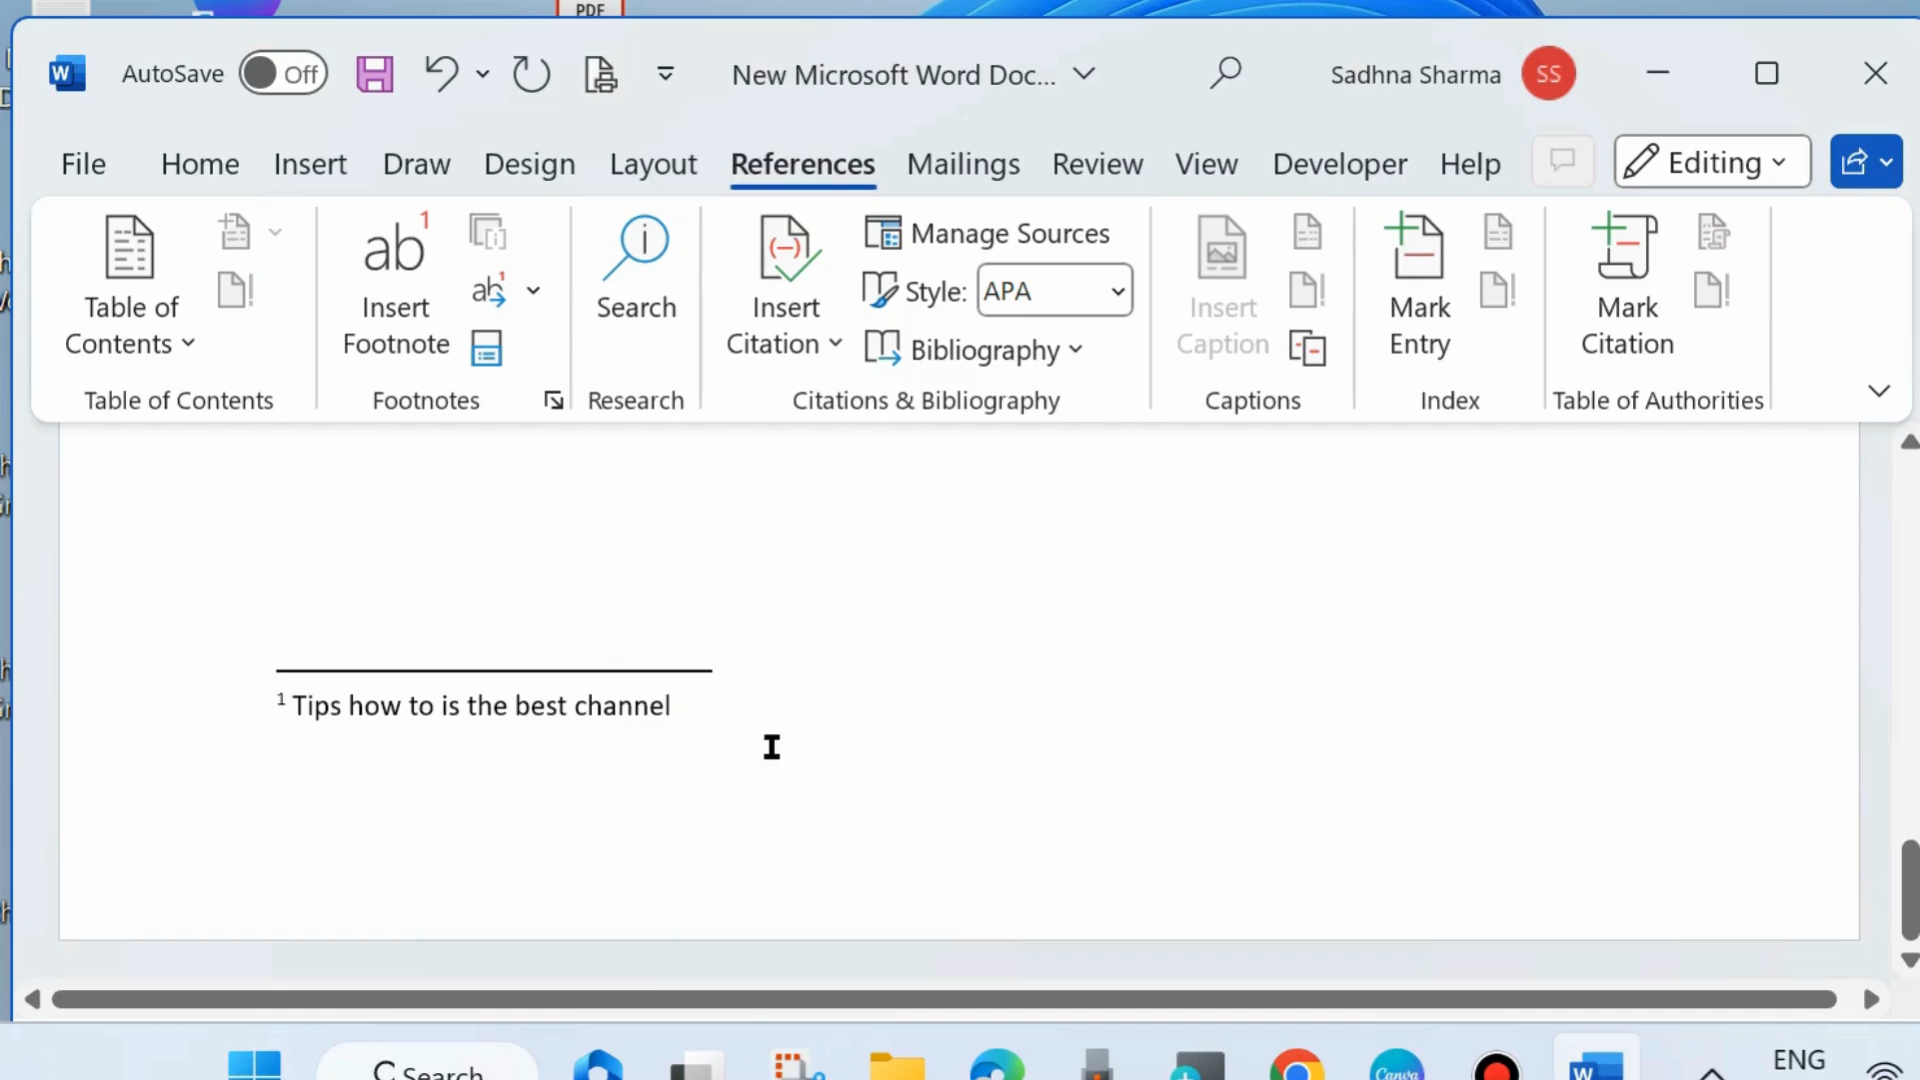 PDF
W AutoSave Off New Microsoft Word Doc... Sadhna Sharma SS
File Home Insert Draw Design Layout References Mailings Review View Developer Help Editing
Table of Contents
ab 1 Insert Footnote
ab 1
Search
Insert Citation
Manage Sources
Style: APA
Bibliography
Insert Caption
Mark Entry
Mark Citation
Table of Contents Footnotes Research Citations & Bibliography Captions Index Table of Authorities
1 Tips how to is the best channel
Search Canva W ENG